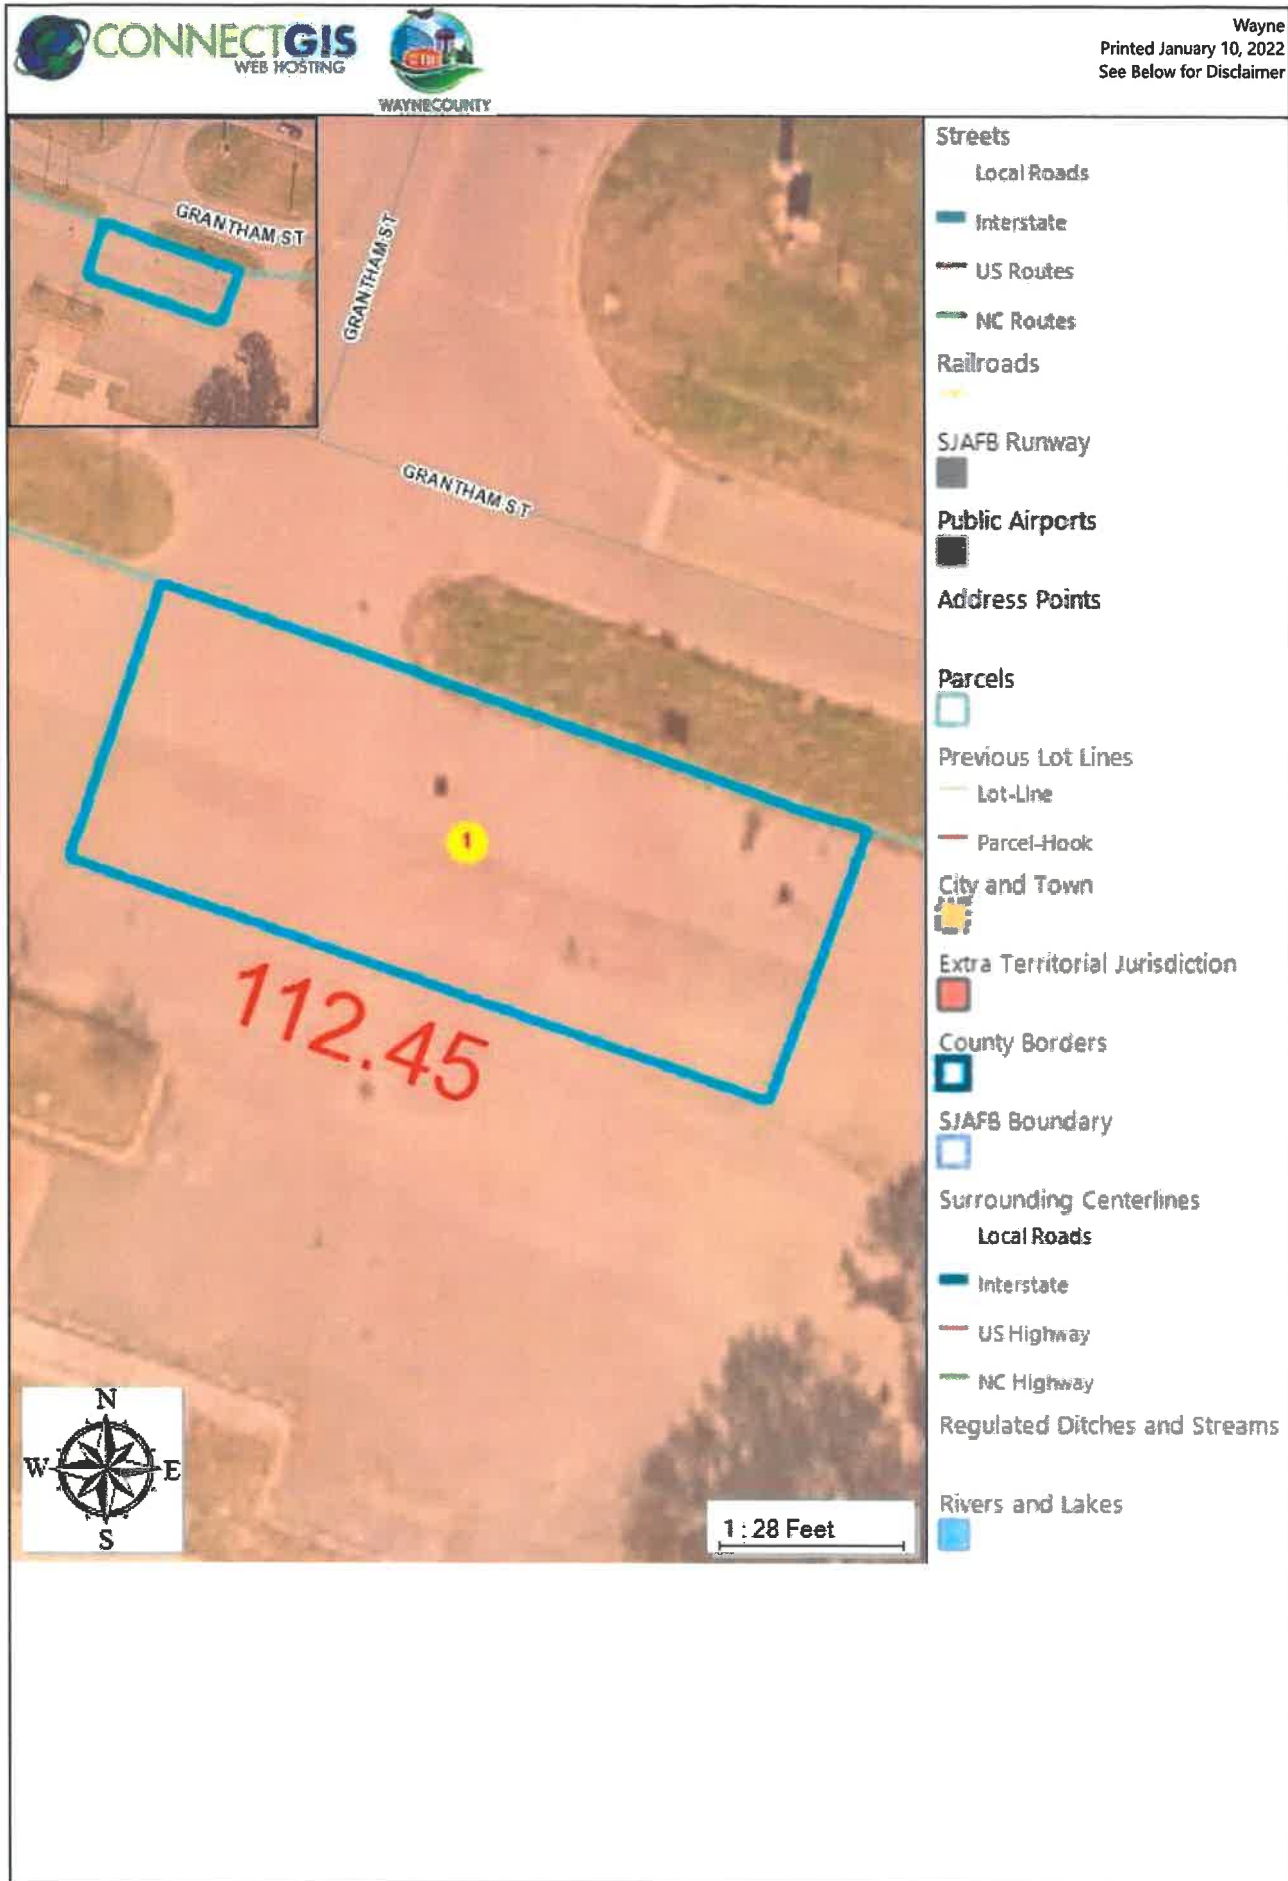 CONNECTGIS
WEB HOSTING
WAYNECOUNTY
Wayne
Printed January 10, 2022
See Below for Disclaimer
GRANTHAM ST
GRANTHAM ST
GRANTHAM ST
1
112.45
N
W E
S
1 : 28 Feet
Streets
Local Roads
Interstate
US Routes
NC Routes
Railroads
SJAFB Runway
Public Airports
Address Points
Parcels
Previous Lot Lines
Lot-Line
Parcel-Hook
City and Town
Extra Territorial Jurisdiction
County Borders
SJAFB Boundary
Surrounding Centerlines
Local Roads
Interstate
US Highway
NC Highway
Regulated Ditches and Streams
Rivers and Lakes